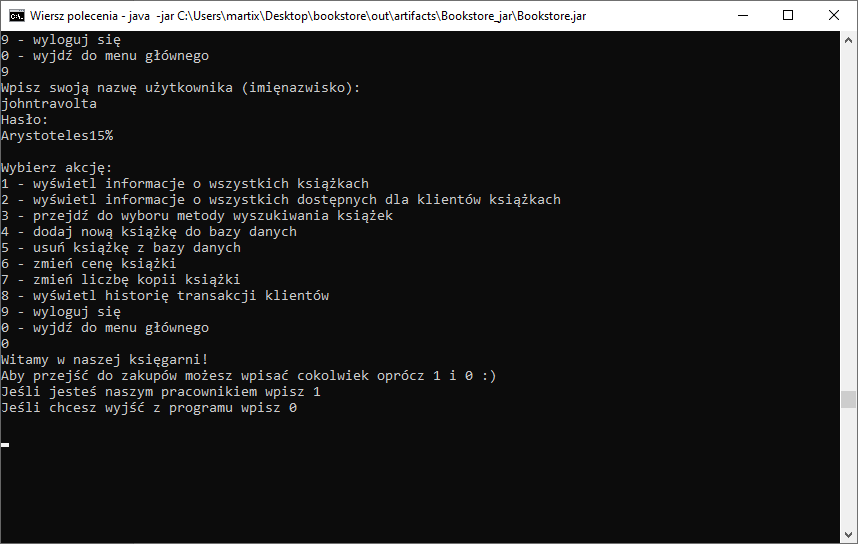 Wiersz polecenia - java -jar C:\Users\martix\Desktop\bookstore\out\artifacts\Bookstore_jar\Bookstore.jar
9 - wyloguj się
0 - wyjdź do menu głównego
9
Wpisz swoją nazwę użytkownika (imięnazwisko):
johntravolta
Hasło:
Arystoteles15%
Wybierz akcję:
1 - wyświetl informacje o wszystkich książkach
2 - wyświetl informacje o wszystkich dostępnych dla klientów książkach
3 - przejdź do wyboru metody wyszukiwania książek
4 - dodaj nową książkę do bazy danych
5 - usuń książkę z bazy danych
6 - zmień cenę książki
7 - zmień liczbę kopii książki
8 - wyświetl historię transakcji klientów
9 - wyloguj się
0 - wyjdź do menu głównego
0
Witamy w naszej księgarni!
Aby przejść do zakupów możesz wpisać cokolwiek oprócz 1 i 0 :)
Jeśli jesteś naszym pracownikiem wpisz 1
Jeśli chcesz wyjść z programu wpisz 0